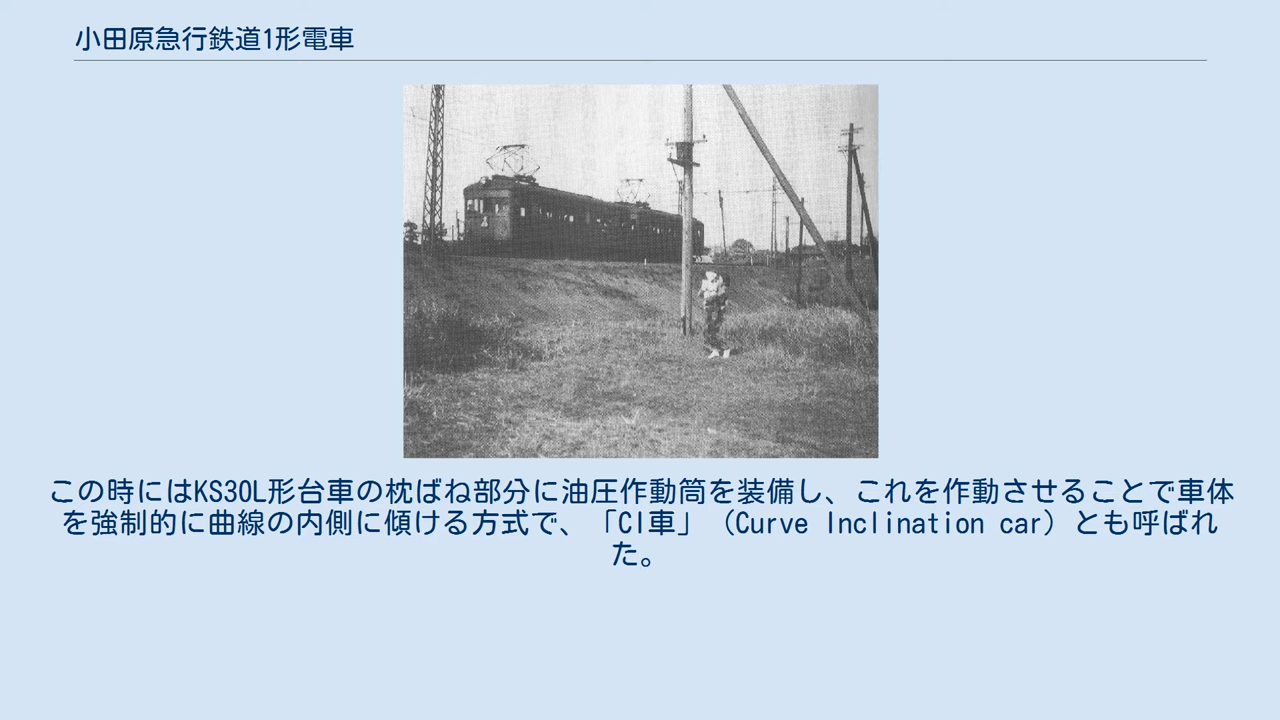 小田原急行鉄道1形電車
この時にはKS30L形台車の枕ばね部分に油圧作動筒を装備し、これを作動させることで車体
を強制的に曲線の内側に傾ける方式で、「CI車」（Curve Inclination car）とも呼ばれ
た。